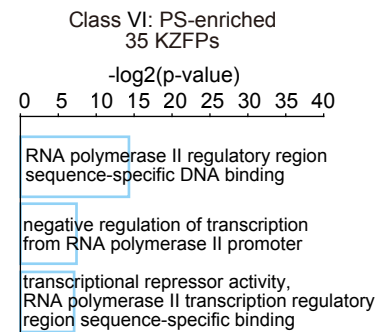 Class VI: PS-enriched
35 KZFPs
-log2(p-value)
0 5 10 15 20 25 30 35 40
RNA polymerase II regulatory region
sequence-specific DNA binding
negative regulation of transcription
from RNA polymerase II promoter
transcriptional repressor activity,
RNA polymerase II transcription regulatory
region sequence-specific binding